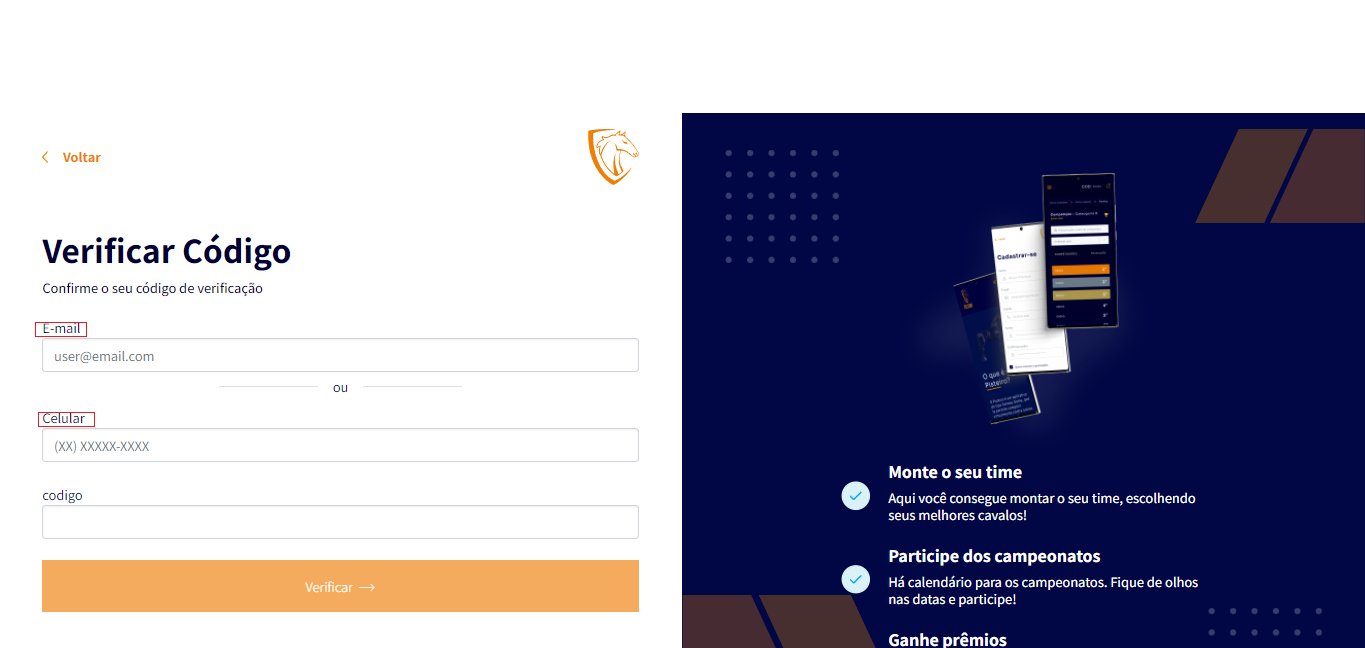 Voltar
Verificar Código
Confirme o seu código de verificação
E-mail
user@email.com
ou
Celular
(XX) XXXXX-XXXX
codigo
Verificar
Cadastrar-se
O que é
Monte o seu time
Aqui você consegue montar o seu time, escolhendo
seus melhores cavalos!
Participe dos campeonatos
Há calendário para os campeonatos. Fique de olhos
nas datas e participe!
Ganhe prêmios